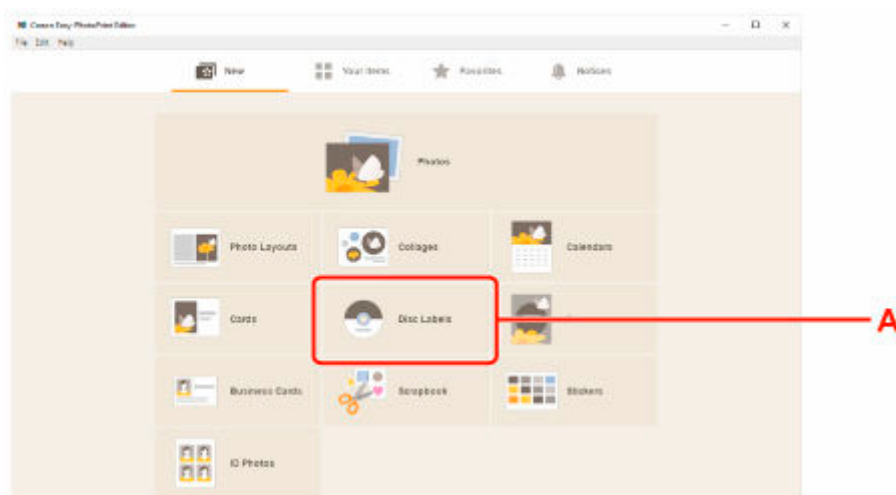 Canon Easy-PhotoPrint Editor
File Edit Help
New Your Items Favorites Notices
Photos
Photo Layouts Collages Calendars
Cards Disc Labels
A
Business Cards Scrapbook Stickers
ID Photos